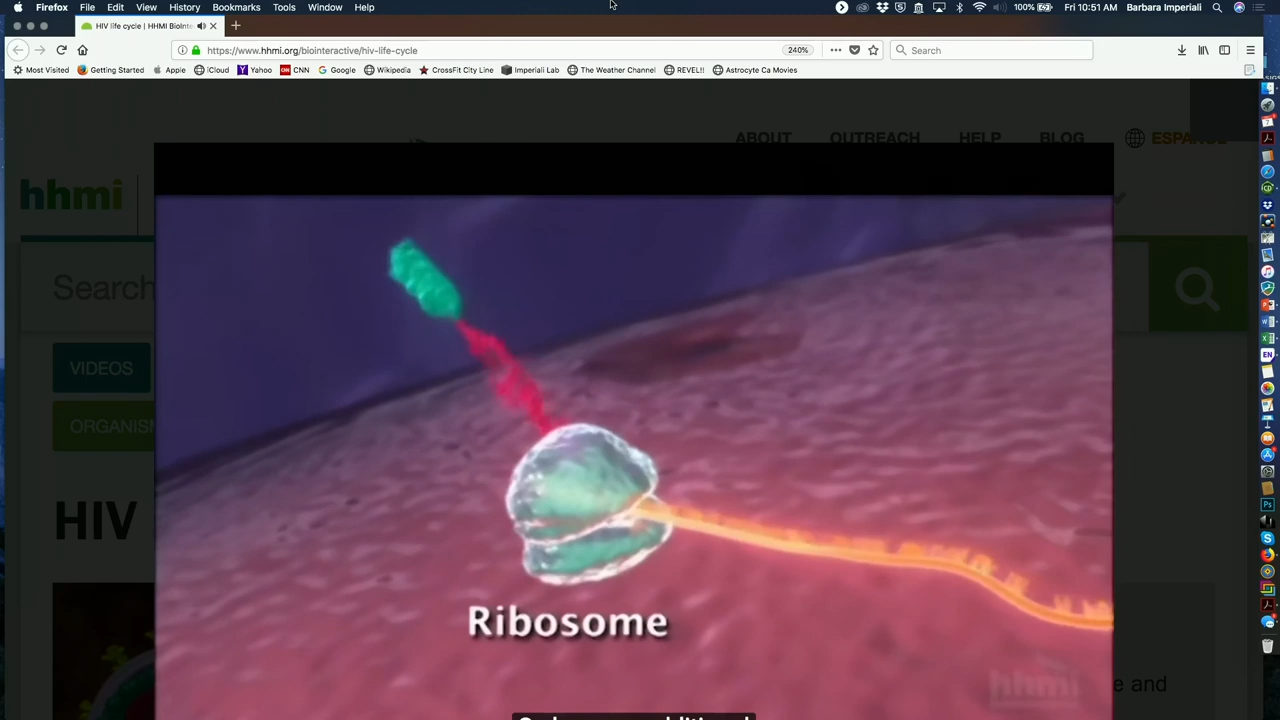 Firefox File Edit View History Bookmarks Tools Window Help 100% Fri 10:51 AM Barbara Imperiali
HIV life cycle | HHMI BioInte
https://www.hhmi.org/biointeractive/hiv-life-cycle 240% Search
Most Visited Getting Started Apple iCloud Yahoo CNN Google Wikipedia CrossFit City Line Imperiali Lab The Weather Channel REVEL!! Astrocyte Ca Movies
ABOUT OUTREACH HELP BLOG
hhmi
Search
VIDEOS
ORGANISM
HIV
Ribosome
hhmi
e and